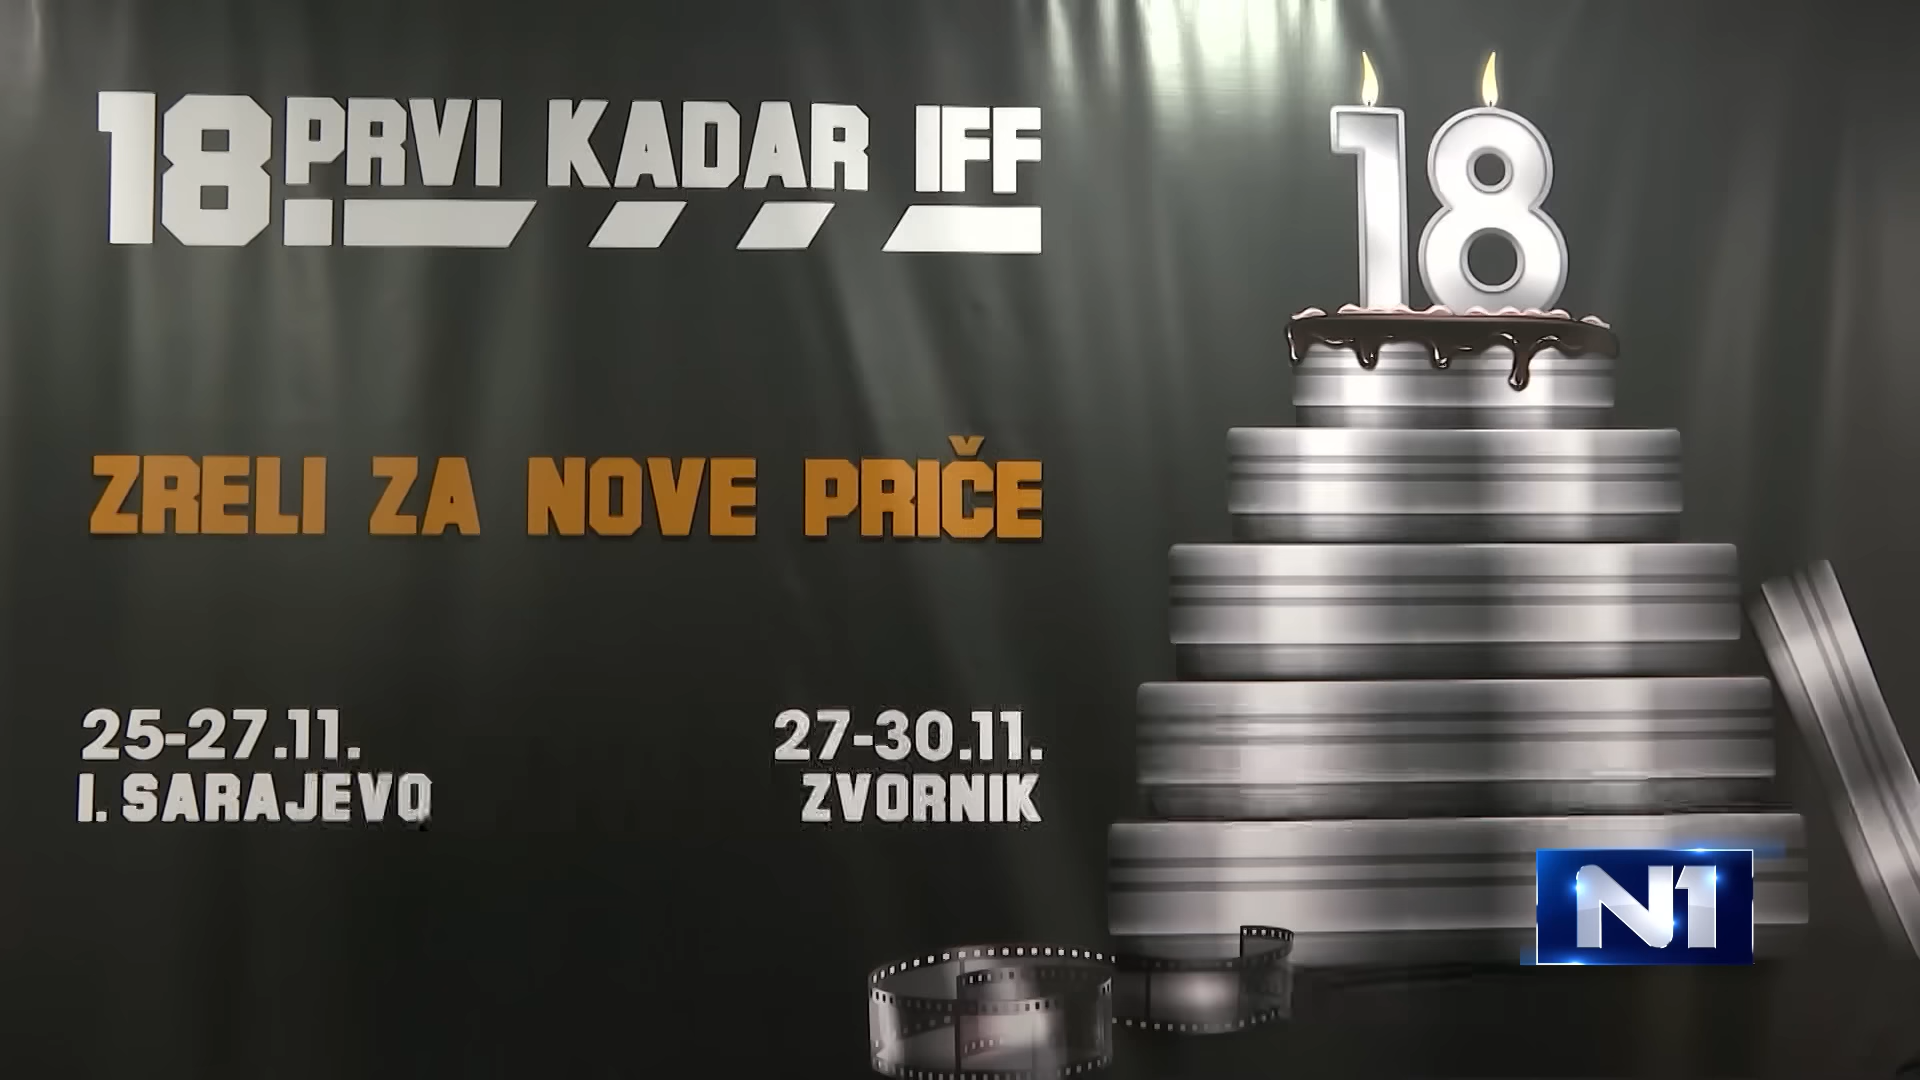 18. PRVI KADAR IFF
18
ZRELI ZA NOVE PRIČE
25-27.11.
I. SARAJEVO
27-30.11.
ZVORNIK
N1